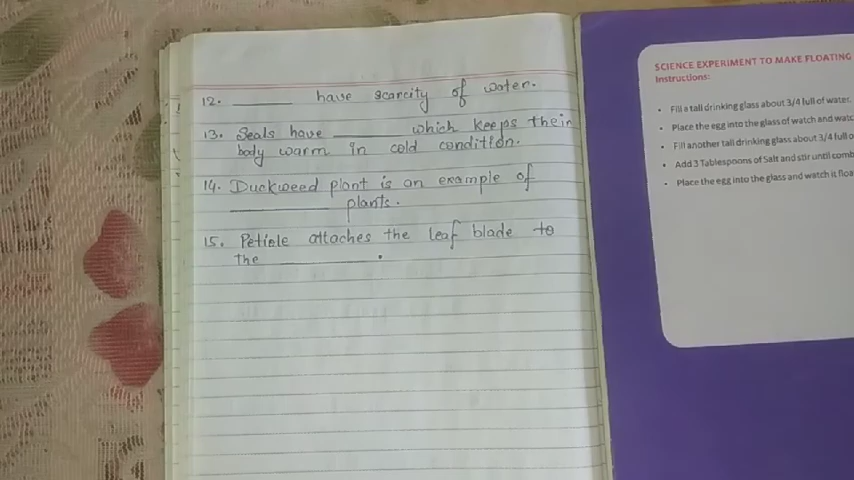 12. ______ have scarcity of water.
13. Seals have ________ which keeps their
body warm in cold condition.
14. Duckweed plant is an example of
__________ plants.
15. Petiole attaches the leaf blade to
the __________.
SCIENCE EXPERIMENT TO MAKE FLOATING
Instructions:
• Fill a tall drinking glass about 3/4 full of water.
• Place the egg into the glass of watch and
• Fill another tall drinking glass about 3/4 full
• Add 3 Tablespoons of Salt and stir until
• Place the egg into the glass and watch it